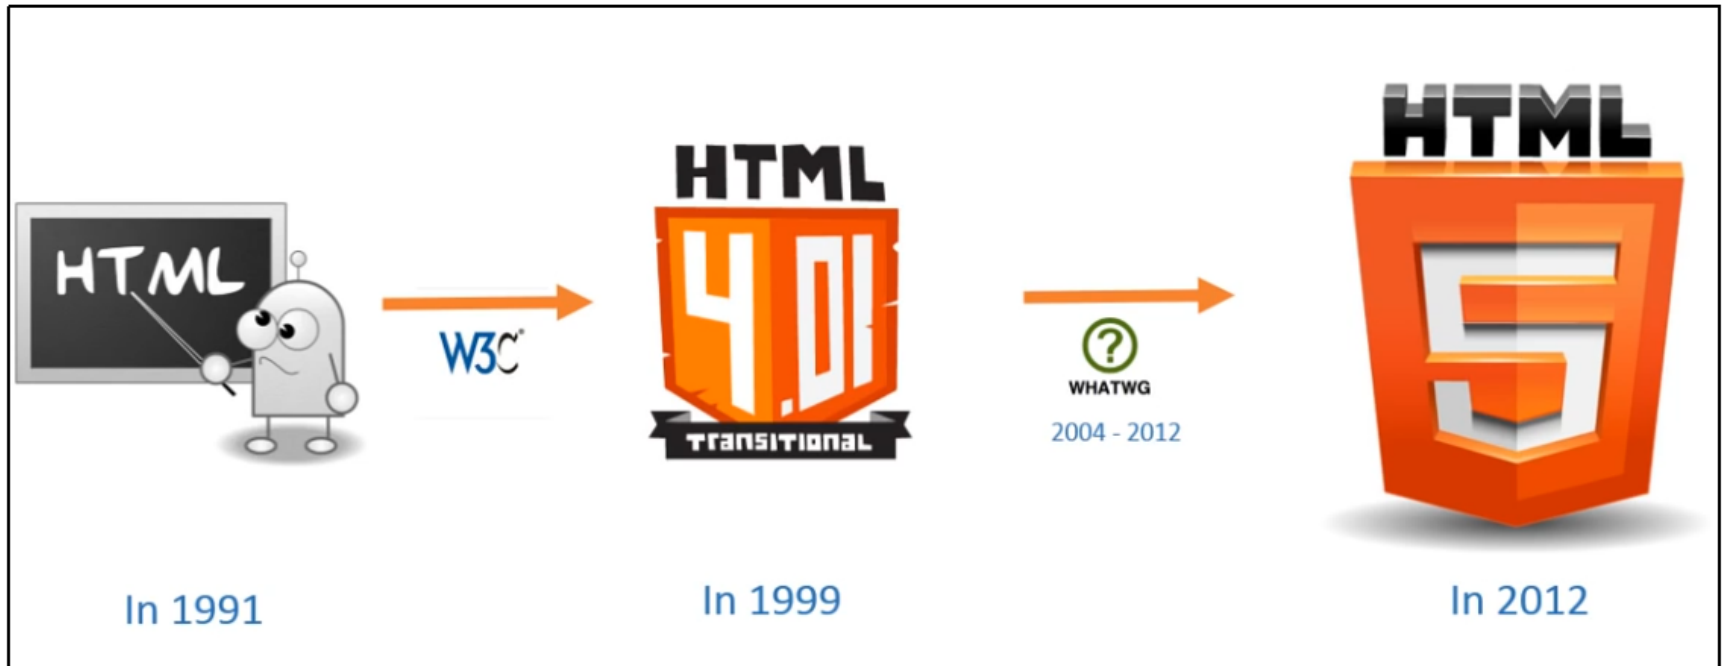 HTML
In 1991
W3C®
HTML
4.01
Transitional
In 1999
?
WHATWG
2004 - 2012
HTML
5
In 2012